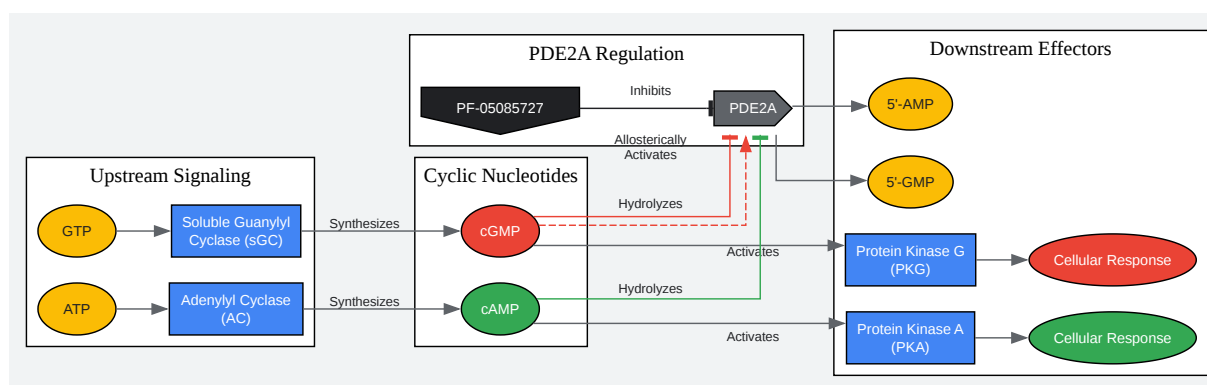 PDE2A Regulation
PF-05085727
Inhibits
PDE2A
Allosterically
Activates
Upstream Signaling
GTP
Soluble Guanylyl
Cyclase (sGC)
Synthesizes
ATP
Adenylyl Cyclase
(AC)
Synthesizes
Cyclic Nucleotides
cGMP
Hydrolyzes
Activates
cAMP
Hydrolyzes
Activates
Downstream Effectors
5'-AMP
5'-GMP
Protein Kinase G
(PKG)
Cellular Response
Protein Kinase A
(PKA)
Cellular Response